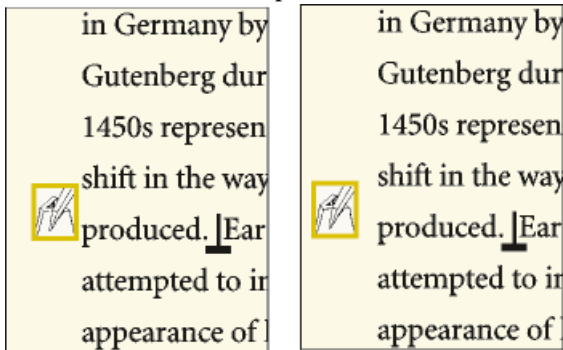 in Germany by
Gutenberg dur
1450s represen
shift in the way
produced. Ear
attempted to in
appearance of
in Germany by
Gutenberg dur
1450s represen
shift in the way
produced. Ear
attempted to in
appearance of